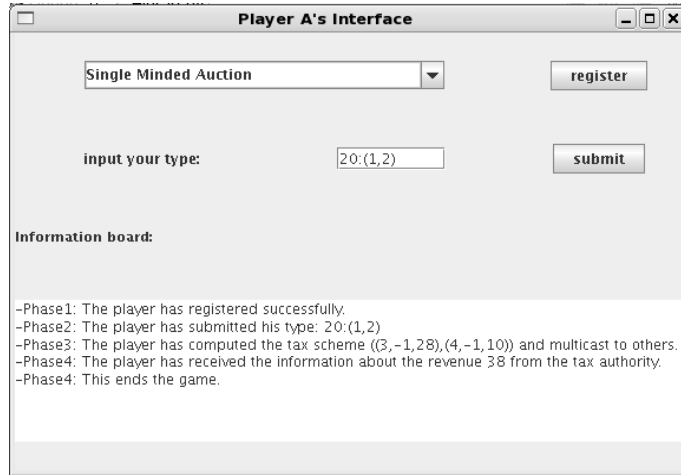 Player A's Interface
Single Minded Auction
register
input your type:
20:(1,2)
submit
Information board:
-Phase1: The player has registered successfully.
-Phase2: The player has submitted his type: 20:(1,2)
-Phase3: The player has computed the tax scheme ((3,-1,28),(4,-1,10)) and multicast to others.
-Phase4: The player has received the information about the revenue 38 from the tax authority.
-Phase4: This ends the game.